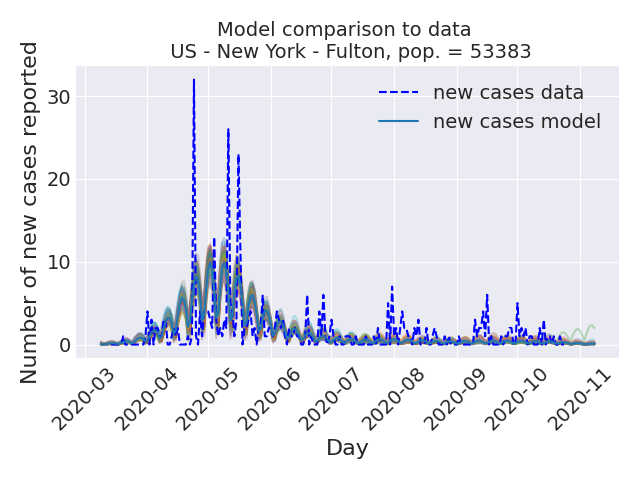 Model comparison to data
US - New York - Fulton, pop. = 53383
Number of new cases reported
30
20
10
0
new cases data
new cases model
2020-03
2020-04
2020-05
2020-06
2020-07
2020-08
2020-09
2020-10
2020-11
Day